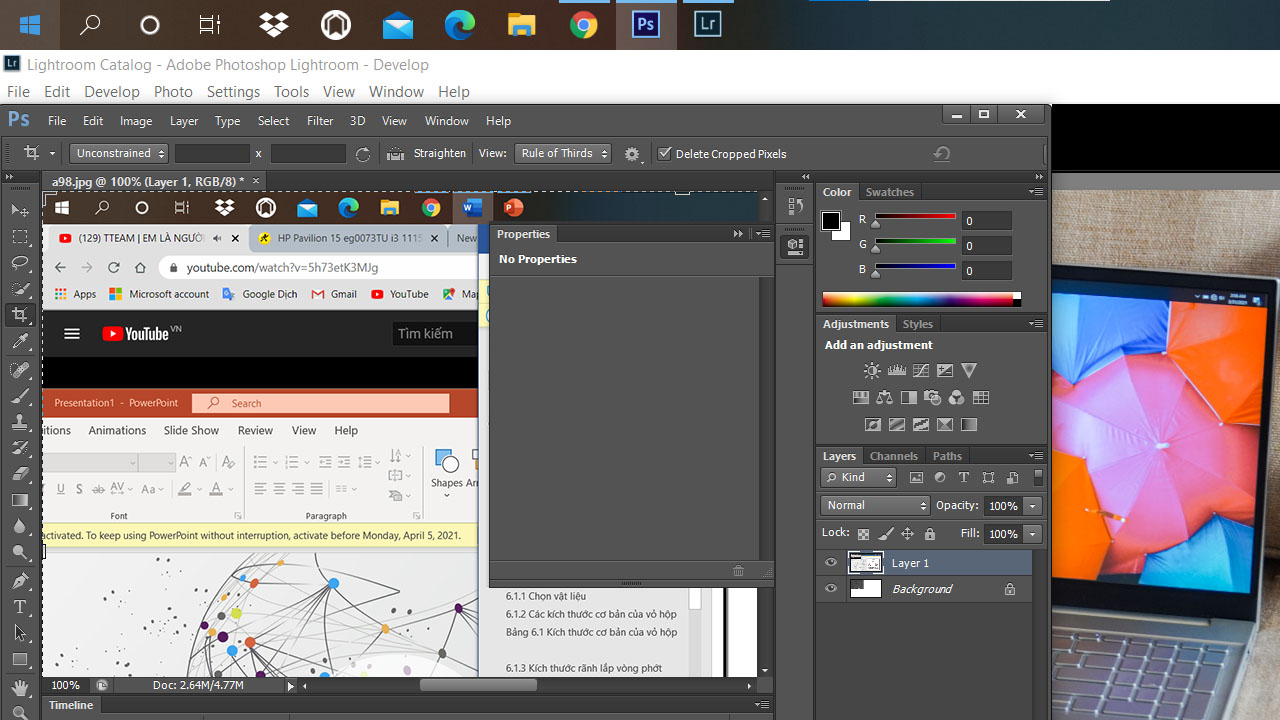 Ps
Lr
Lr Lightroom Catalog - Adobe Photoshop Lightroom - Develop
File Edit Develop Photo Settings Tools View Window Help
Ps File Edit Image Layer Type Select Filter 3D View Window Help
Unconstrained x Straighten View: Rule of Thirds Delete Cropped Pixels
a98.jpg @ 100% (Layer 1, RGB/8) * ×
Color Swatches
R 0
G 0
B 0
(129) TTEAM | EM LÀ NGƯỜ
HP Pavilion 15 eg0073TU i3 1115
New
youtube.com/watch?v=5h73etK3MJg
Apps Microsoft account Google Dịch Gmail YouTube Map
YouTube VN Tìm kiếm
Properties
No Properties
Presentation1 - PowerPoint Search
itions Animations Slide Show Review View Help
U S ab AV Aa
Shapes
Font Paragraph
activated. To keep using PowerPoint without interruption, activate before Monday, April 5, 2021.
Adjustments Styles
Add an adjustment
Layers Channels Paths
Kind
Normal Opacity: 100%
Lock: Fill: 100%
Layer 1
Background
6.1.1 Chọn vật liệu
6.1.2 Các kích thước cơ bản của vỏ hộp
Bảng 6.1 Kích thước cơ bản của vỏ hộp
6.1.3 Kích thước rãnh lắp vòng phớt
100% Doc: 2.64M/4.77M
Timeline